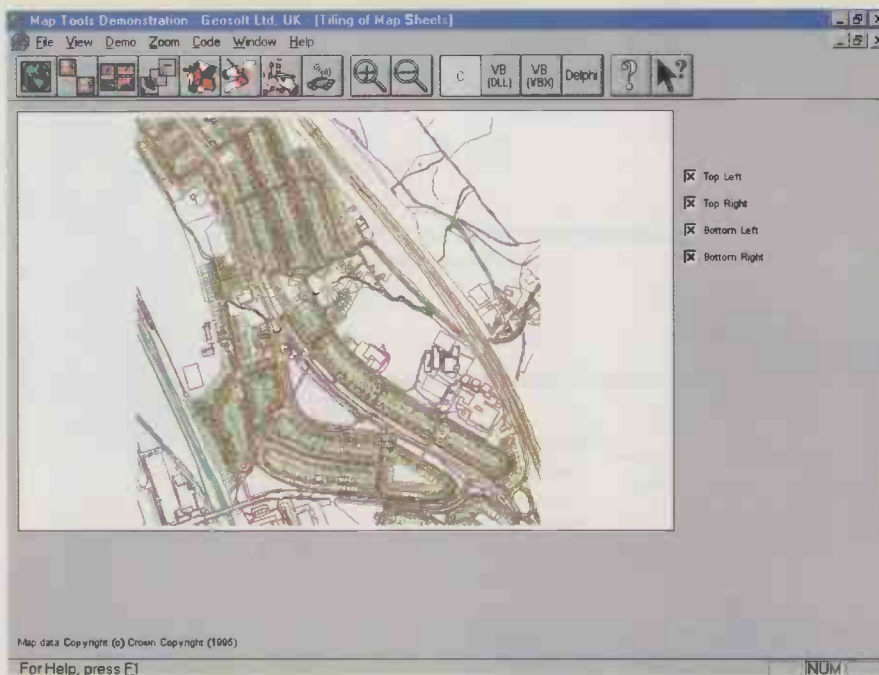 Map Tools Demonstration - Geosoft Ltd, UK - [Tiling of Map Sheets]
File View Demo Zoom Code Window Help
C VB (DLL) VB (VBX) Delphi
Top Left
Top Right
Bottom Left
Bottom Right
Map data Copyright (c) Crown Copyright (1995)
For Help, press F1 NUM